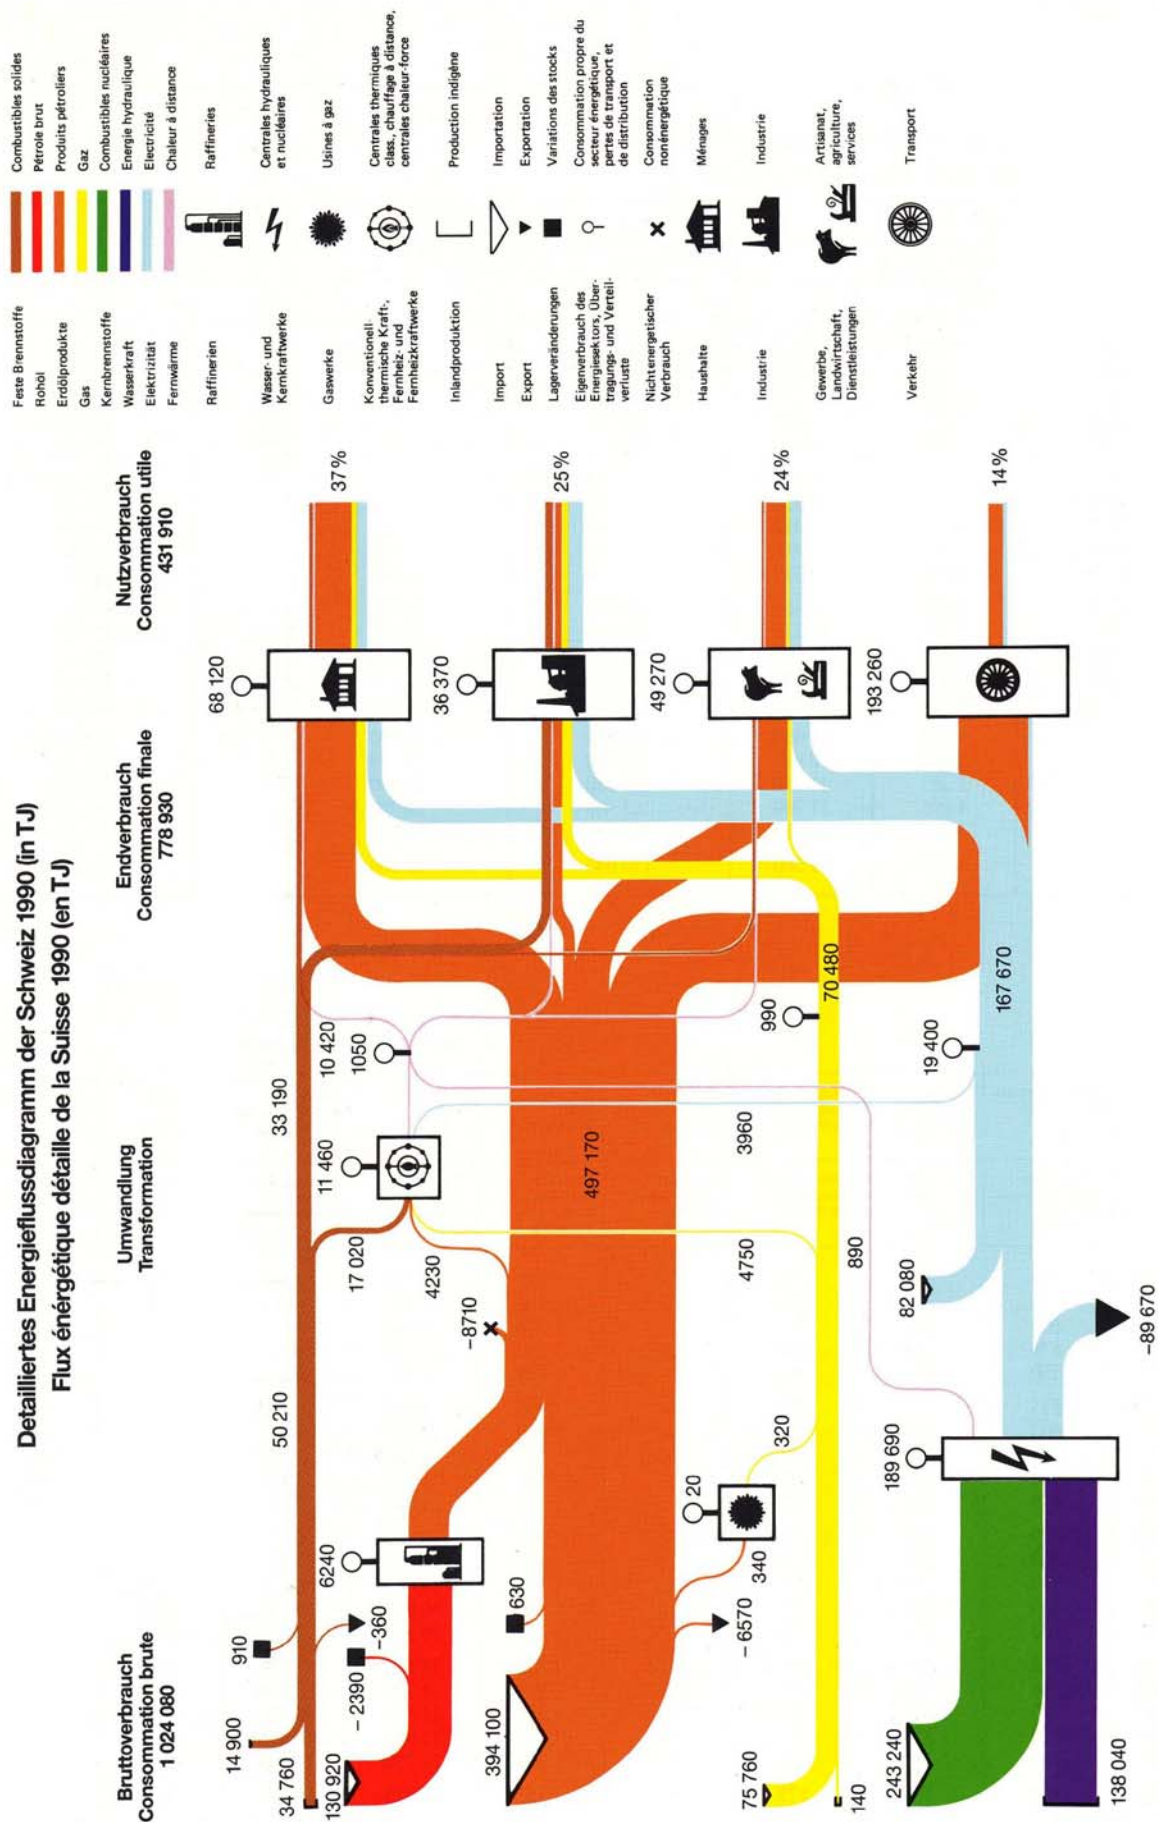 Detailliertes Energieflussdiagramm der Schweiz 1990 (in TJ)
Flux énérgétique détaille de la Suisse 1990 (en TJ)
Bruttoverbrauch
Consommation brute
1 024 080
Umwandlung
Transformation
Endverbrauch
Consommation finale
778 930
Nutzverbrauch
Consommation utile
431 910
14 900
910
34 760
50 210
33 190
130 920
– 2390
–360
6240
17 020
11 460
10 420
1050
4230
–8710
394 100
630
497 170
– 6570
340
20
320
4750
3960
990
70 480
75 760
140
890
243 240
138 040
189 690
82 080
–89 670
19 400
167 670
68 120
37 %
36 370
25 %
49 270
24 %
193 260
14 %
Feste Brennstoffe
Rohöl
Erdölprodukte
Gas
Kernbrennstoffe
Wasserkraft
Elektrizität
Fernwärme
Raffinerien
Wasser- und
Kernkraftwerke
Gaswerke
Konventionell-
thermische Kraft-,
Fernheiz- und
Fernheizkraftwerke
Inlandproduktion
Import
Export
Lagerveränderungen
Eigenverbrauch des
Energiesektors, Über-
tragungs- und Verteil-
verluste
Nichtenergetischer
Verbrauch
Haushalte
Industrie
Gewerbe,
Landwirtschaft,
Dienstleistungen
Verkehr
Combustibles solides
Pétrole brut
Produits pétroliers
Gaz
Combustibles nucléaires
Energie hydraulique
Electricité
Chaleur à distance
Raffineries
Centrales hydrauliques
et nucléaires
Usines à gaz
Centrales thermiques
class., chauffage à distance,
centrales chaleur-force
Production indigène
Importation
Exportation
Variations des stocks
Consommation propre du
secteur énergétique,
pertes de transport et
de distribution
Consommation
nonénergétique
Ménages
Industrie
Artisanat,
agriculture,
services
Transport